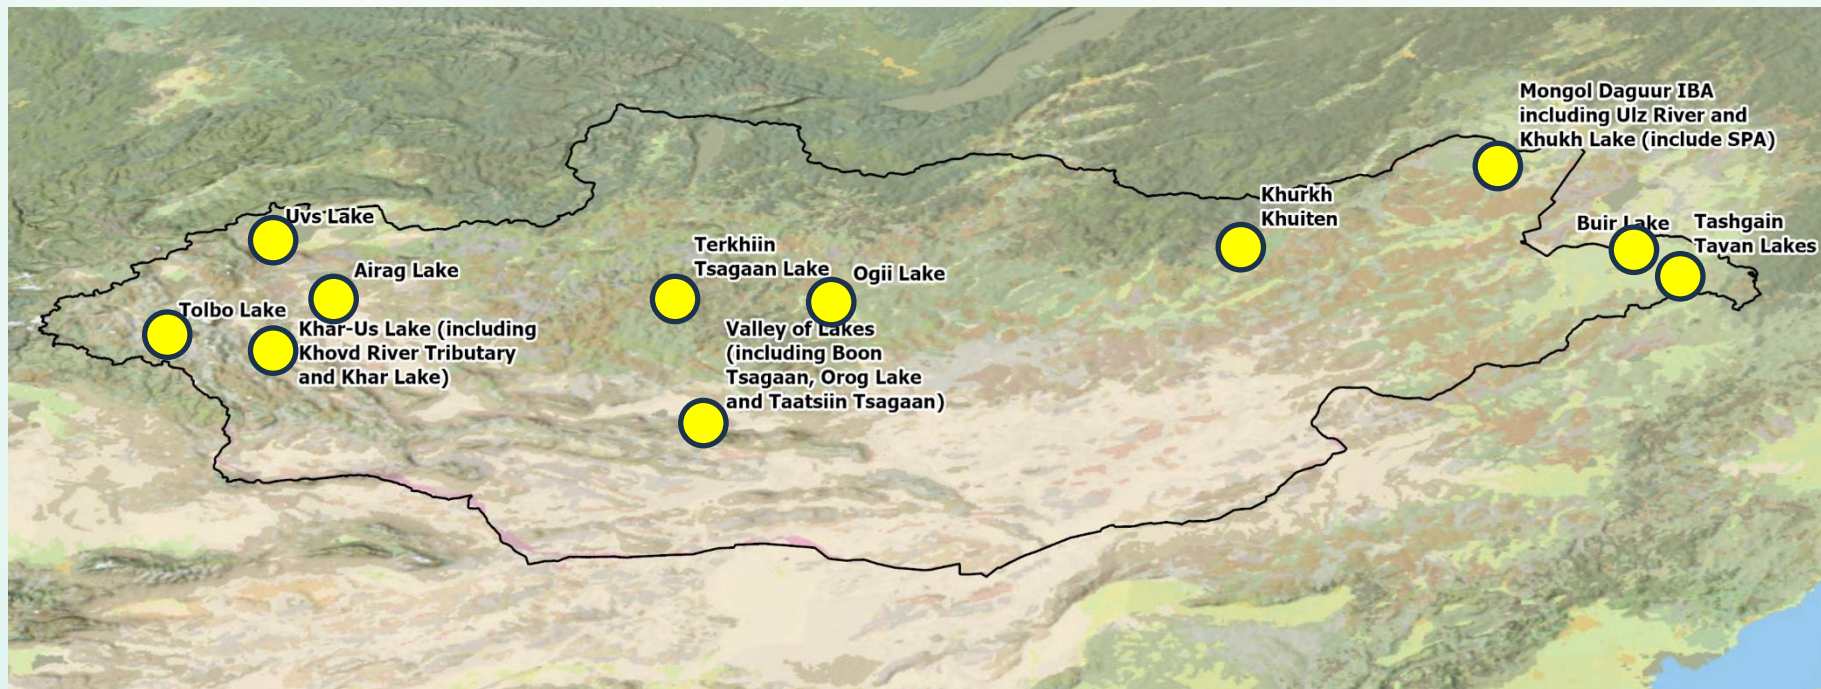 Mongol Daguur IBA
including Ulz River and
Khukh Lake (include SPA)
Khurkh
Khuiten
Buir Lake
Tashgain
Tavan Lakes
Uvs Lake
Airag Lake
Terkhiin
Tsagaan Lake
Ogii Lake
Tolbo Lake
Khar-Us Lake (including
Khovd River Tributary
and Khar Lake)
Valley of Lakes
(including Boon
Tsagaan, Orog Lake
and Taatsiin Tsagaan)